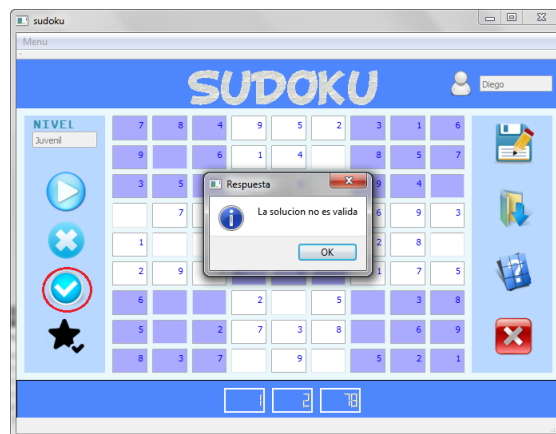 sudoku
Menu
SUDOKU
Diego
NIVEL
Juvenil
7 8 4 9 5 2 3 1 6
9 6 1 4 8 5 7
3 5 9 4
Respuesta
La solucion no es valida
OK
7 6 9 3
1 2 8
2 9 1 7 5
6 2 5 3 8
5 2 7 3 8 6 9
8 3 7 9 5 2 1
1 2 78